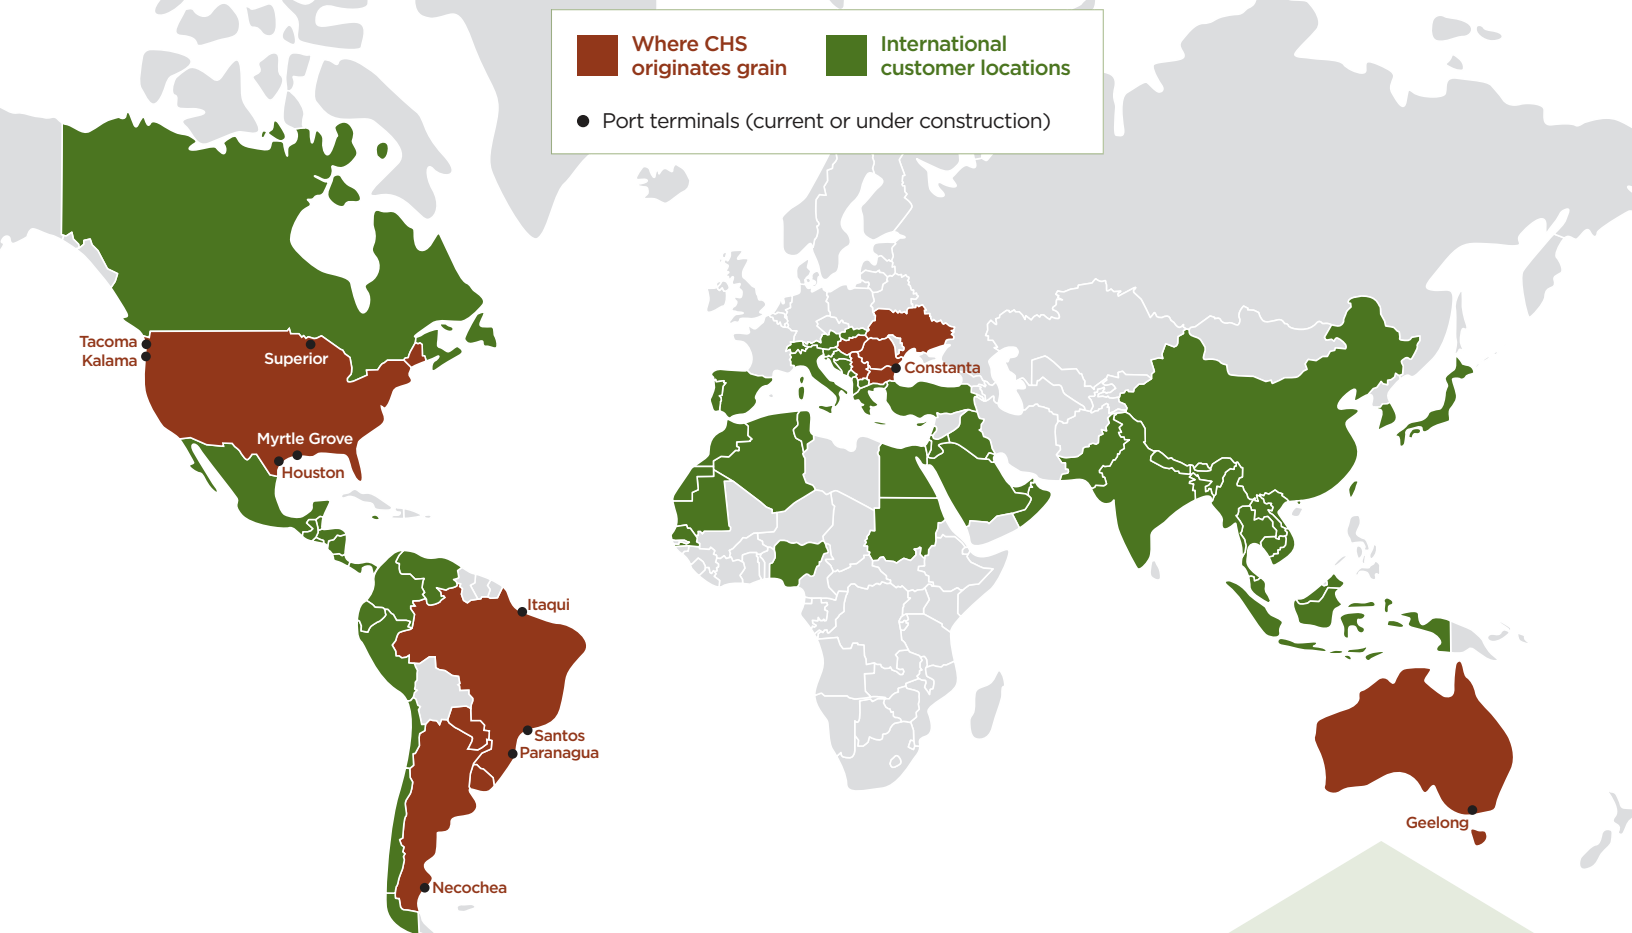 Where CHS
originates grain
International
customer locations
Port terminals (current or under construction)
Tacoma
Kalama
Superior
Constanta
Myrtle Grove
Houston
Itaqui
Santos
Paranagua
Geelong
Necochea